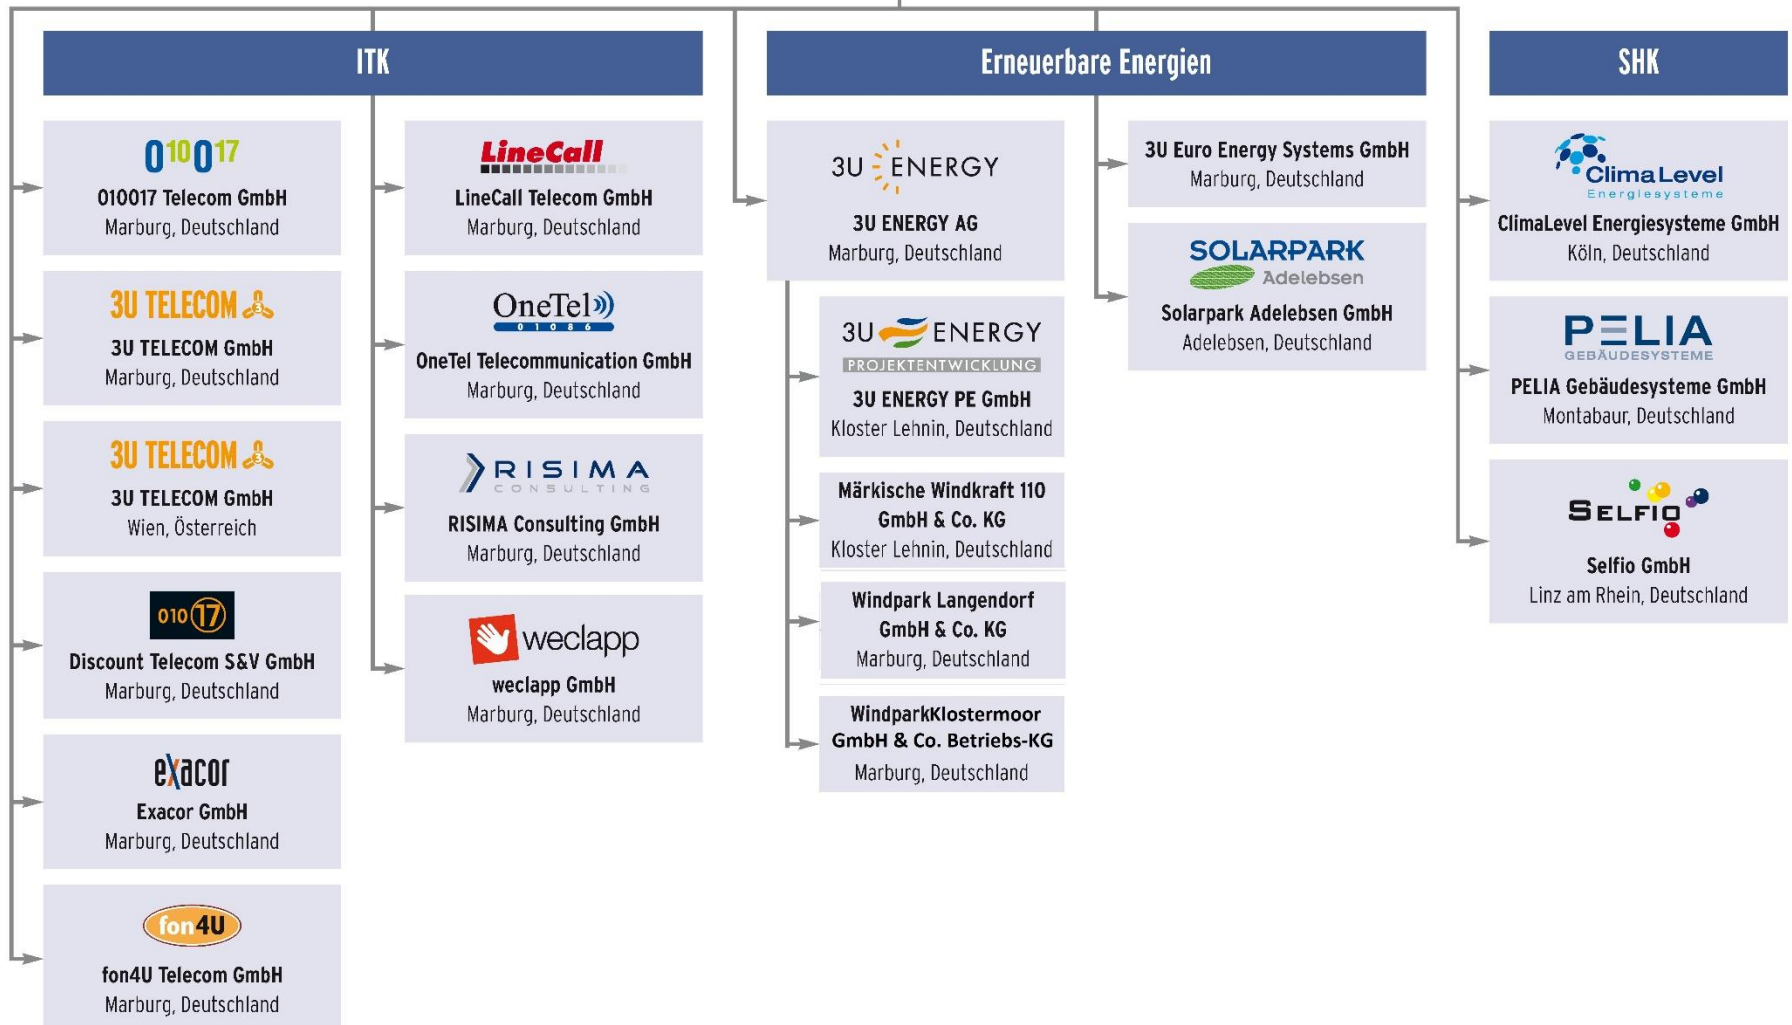 ITK
010017
010017 Telecom GmbH
Marburg, Deutschland
3U TELECOM 3
3U TELECOM GmbH
Marburg, Deutschland
3U TELECOM 3
3U TELECOM GmbH
Wien, Österreich
010 17
Discount Telecom S&V GmbH
Marburg, Deutschland
exacor
Exacor GmbH
Marburg, Deutschland
fon4U
fon4U Telecom GmbH
Marburg, Deutschland
LineCall
LineCall Telecom GmbH
Marburg, Deutschland
OneTel
01086
OneTel Telecommunication GmbH
Marburg, Deutschland
RISIMA
CONSULTING
RISIMA Consulting GmbH
Marburg, Deutschland
weclapp
weclapp GmbH
Marburg, Deutschland
Erneuerbare Energien
3U ENERGY
3U ENERGY AG
Marburg, Deutschland
3U ENERGY
PROJEKTENTWICKLUNG
3U ENERGY PE GmbH
Kloster Lehnin, Deutschland
Märkische Windkraft 110
GmbH & Co. KG
Kloster Lehnin, Deutschland
Windpark Langendorf
GmbH & Co. KG
Marburg, Deutschland
WindparkKlostermoor
GmbH & Co. Betriebs-KG
Marburg, Deutschland
3U Euro Energy Systems GmbH
Marburg, Deutschland
SOLARPARK
Adelebsen
Solarpark Adelebsen GmbH
Adelebsen, Deutschland
SHK
ClimaLevel
Energiesysteme
ClimaLevel Energiesysteme GmbH
Köln, Deutschland
PELIA
GEBÄUDESYSTEME
PELIA Gebäudesysteme GmbH
Montabaur, Deutschland
SELFIO
Selfio GmbH
Linz am Rhein, Deutschland